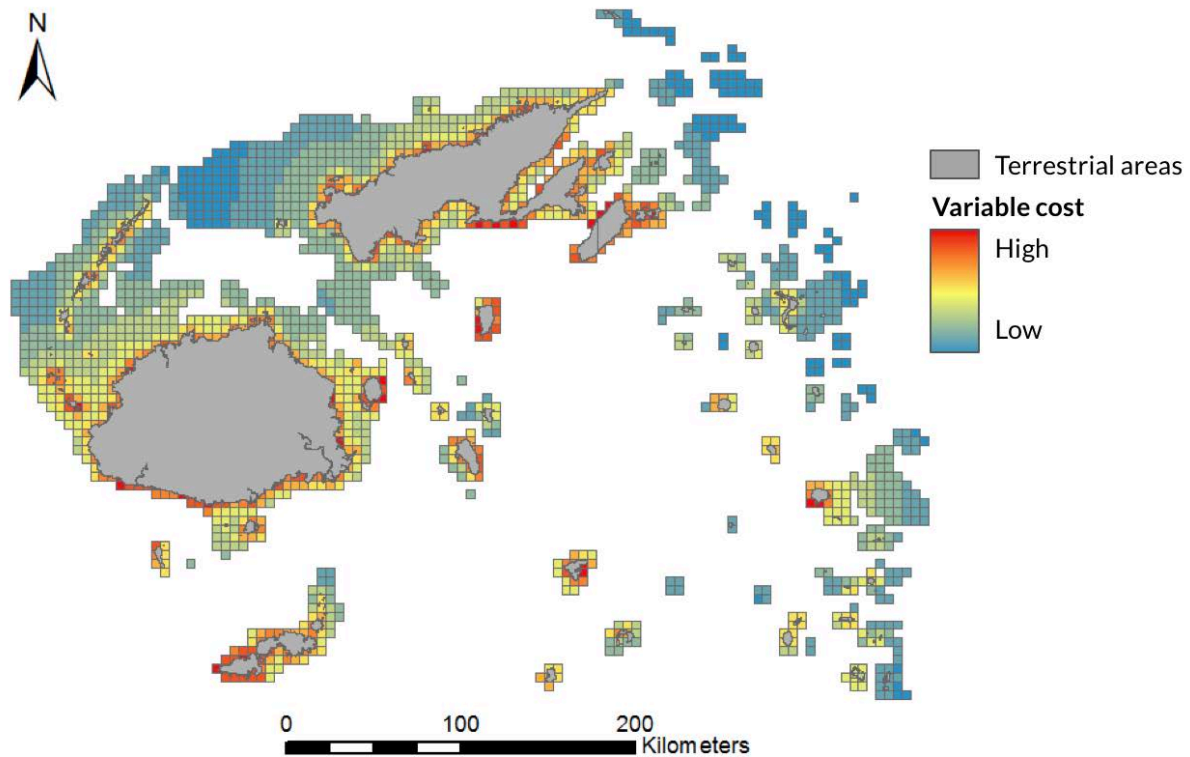 N
Terrestrial areas
Variable cost
High
Low
0 100 200
Kilometers